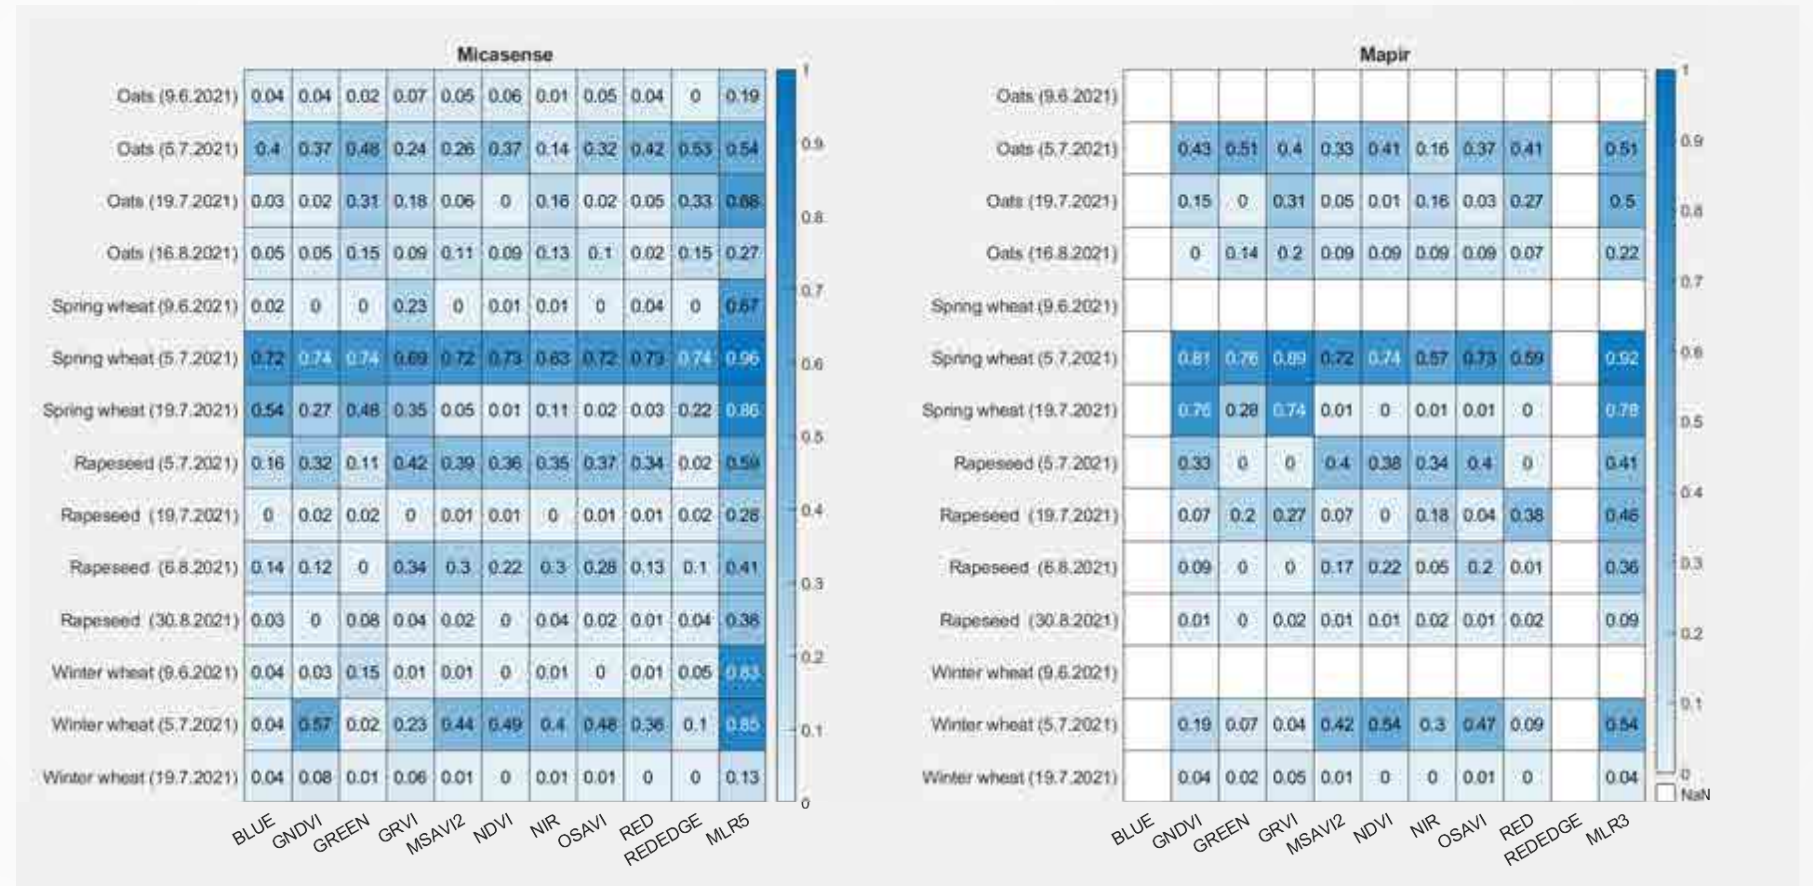 Micasense
Oats (9.6.2021) 0.04 0.04 0.02 0.07 0.05 0.06 0.01 0.05 0.04 0 0.19
Oats (5.7.2021) 0.4 0.37 0.48 0.24 0.26 0.37 0.14 0.32 0.42 0.53 0.54
Oats (19.7.2021) 0.03 0.02 0.31 0.18 0.06 0 0.16 0.02 0.05 0.33 0.68
Oats (16.8.2021) 0.05 0.05 0.15 0.09 0.11 0.09 0.13 0.1 0.02 0.15 0.27
Spring wheat (9.6.2021) 0.02 0 0 0.23 0 0.01 0.01 0 0.04 0 0.67
Spring wheat (5.7.2021) 0.72 0.74 0.74 0.69 0.72 0.73 0.63 0.72 0.73 0.74 0.96
Spring wheat (19.7.2021) 0.54 0.27 0.48 0.35 0.05 0.01 0.11 0.02 0.03 0.22 0.86
Rapeseed (5.7.2021) 0.16 0.32 0.11 0.42 0.39 0.36 0.35 0.37 0.34 0.02 0.59
Rapeseed (19.7.2021) 0 0.02 0.02 0 0.01 0.01 0 0.01 0.01 0.02 0.28
Rapeseed (6.8.2021) 0.14 0.12 0 0.34 0.3 0.22 0.3 0.28 0.13 0.1 0.41
Rapeseed (30.8.2021) 0.03 0 0.08 0.04 0.02 0 0.04 0.02 0.01 0.04 0.36
Winter wheat (9.6.2021) 0.04 0.03 0.15 0.01 0.01 0 0.01 0 0.01 0.05 0.83
Winter wheat (5.7.2021) 0.04 0.57 0.02 0.23 0.44 0.49 0.4 0.48 0.36 0.1 0.85
Winter wheat (19.7.2021) 0.04 0.08 0.01 0.06 0.01 0 0.01 0.01 0 0 0.13
BLUE GNDVI GREEN GRVI MSAVI2 NDVI NIR OSAVI RED REDEDGE MLR5
1
0.9
0.8
0.7
0.6
0.5
0.4
0.3
0.2
0.1
0
Mapir
Oats (9.6.2021)
Oats (5.7.2021) 0.43 0.51 0.4 0.33 0.41 0.16 0.37 0.41 0.51
Oats (19.7.2021) 0.15 0 0.31 0.05 0.01 0.16 0.03 0.27 0.5
Oats (16.8.2021) 0 0.14 0.2 0.09 0.09 0.09 0.09 0.07 0.22
Spring wheat (9.6.2021)
Spring wheat (5.7.2021) 0.81 0.76 0.89 0.72 0.74 0.57 0.73 0.59 0.92
Spring wheat (19.7.2021) 0.76 0.28 0.74 0.01 0 0.01 0.01 0 0.78
Rapeseed (5.7.2021) 0.33 0 0 0.4 0.38 0.34 0.4 0 0.41
Rapeseed (19.7.2021) 0.07 0.2 0.27 0.07 0 0.18 0.04 0.38 0.46
Rapeseed (6.8.2021) 0.09 0 0 0.17 0.22 0.05 0.2 0.01 0.36
Rapeseed (30.8.2021) 0.01 0 0.02 0.01 0.01 0.02 0.01 0.02 0.09
Winter wheat (9.6.2021)
Winter wheat (5.7.2021) 0.19 0.07 0.04 0.42 0.54 0.3 0.47 0.09 0.54
Winter wheat (19.7.2021) 0.04 0.02 0.05 0.01 0 0 0.01 0 0.04
BLUE GNDVI GREEN GRVI MSAVI2 NDVI NIR OSAVI RED REDEDGE MLR3
1
0.9
0.8
0.7
0.6
0.5
0.4
0.3
0.2
0.1
0
NaN